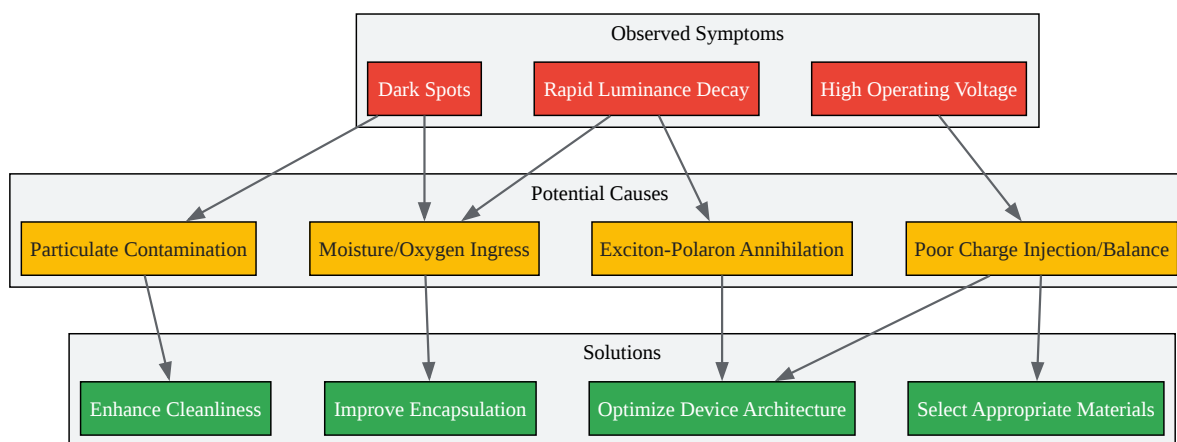 Observed Symptoms
Dark Spots
Rapid Luminance Decay
High Operating Voltage
Potential Causes
Particulate Contamination
Moisture/Oxygen Ingress
Exciton-Polaron Annihilation
Poor Charge Injection/Balance
Solutions
Enhance Cleanliness
Improve Encapsulation
Optimize Device Architecture
Select Appropriate Materials